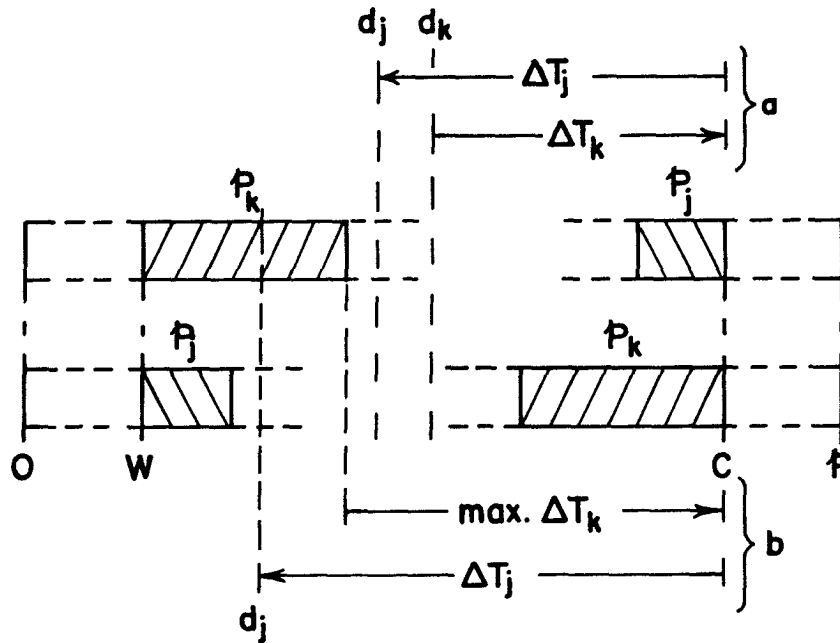 dj dk
ΔTj
a
ΔTk
Pk
Pj
Pj
Pk
O W C P
max. ΔTk
b
ΔTj
dj